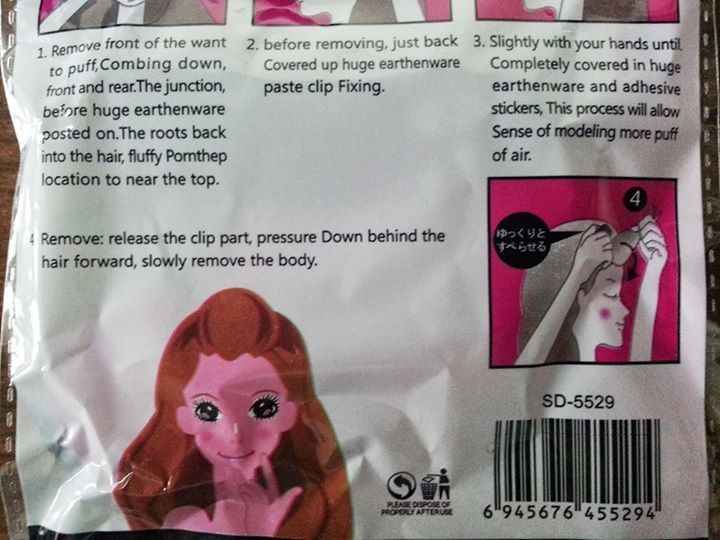 1. Remove front of the want
to puff,Combing down,
front and rear.The junction,
before huge earthenware
posted on.The roots back
into the hair, fluffy Pornthep
location to near the top.
2. before removing, just back
Covered up huge earthenware
paste clip Fixing.
3. Slightly with your hands until
Completely covered in huge
earthenware and adhesive
stickers, This process will allow
Sense of modeling more puff
of air.
4 Remove: release the clip part, pressure Down behind the
hair forward, slowly remove the body.
4
ゆっくりと
すべらせる
SD-5529
PLEASE DISPOSE OF
PROPERLY AFTERUSE
6 945676 455294